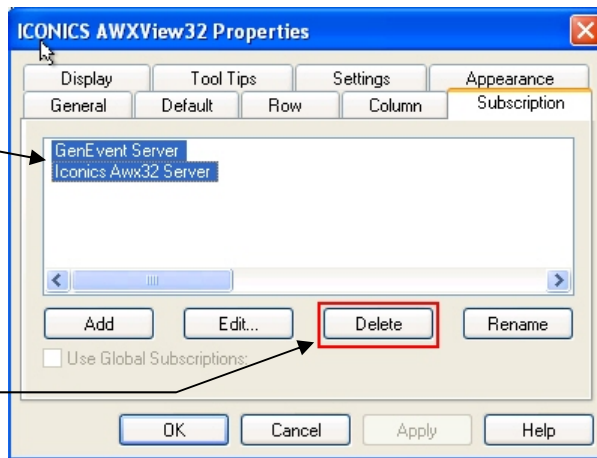 ICONICS AWXView32 Properties
Display Tool Tips Settings Appearance
General Default Row Column Subscription
GenEvent Server
Iconics Awx32 Server
Add Edit... Delete Rename
Use Global Subscriptions:
OK Cancel Apply Help